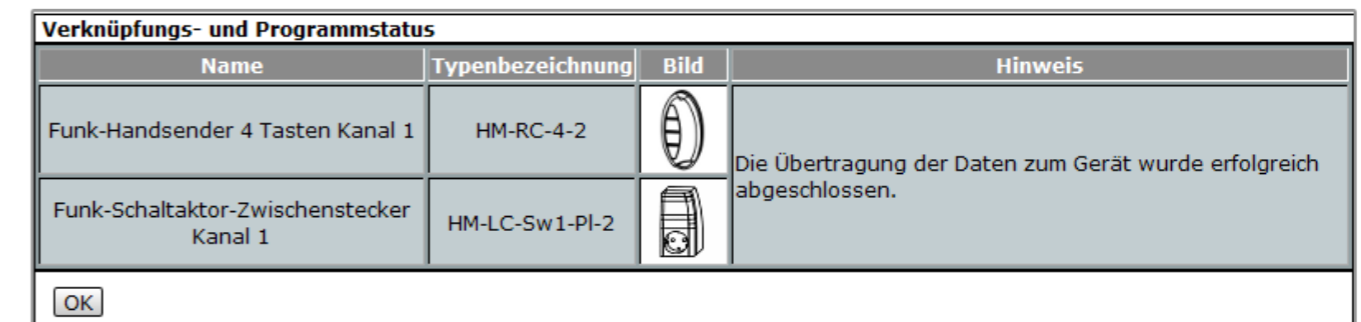 Verknüpfungs- und Programmstatus
Name Typenbezeichnung Bild Hinweis
Funk-Handsender 4 Tasten Kanal 1 HM-RC-4-2
Die Übertragung der Daten zum Gerät wurde erfolgreich
abgeschlossen.
Funk-Schaltaktor-Zwischenstecker
Kanal 1
HM-LC-Sw1-Pl-2
OK